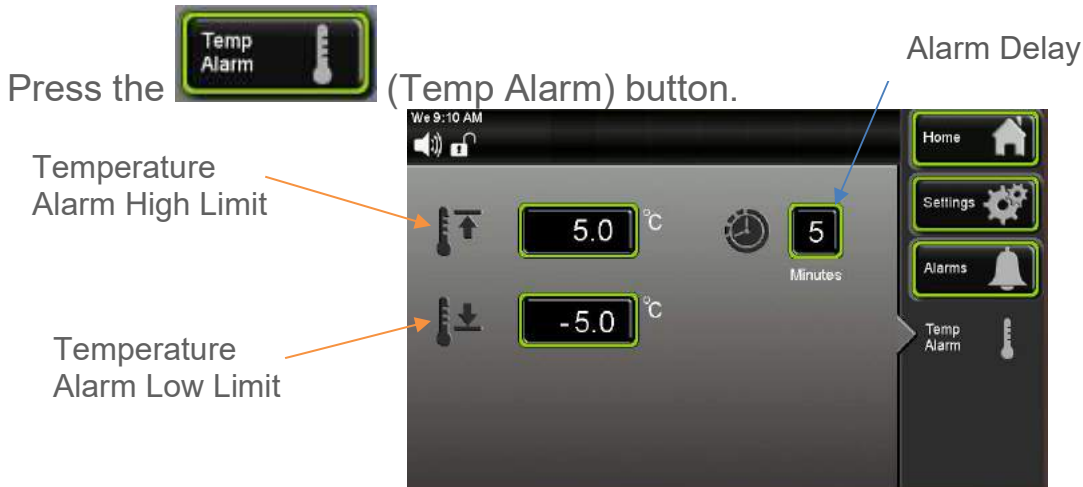 Temp
Alarm
Alarm Delay
Press the (Temp Alarm) button.
We 9:10 AM
Home
Temperature
Alarm High Limit
Settings
5.0 °C
5
Minutes
Alarms
-5.0 °C
Temp
Alarm
Temperature
Alarm Low Limit